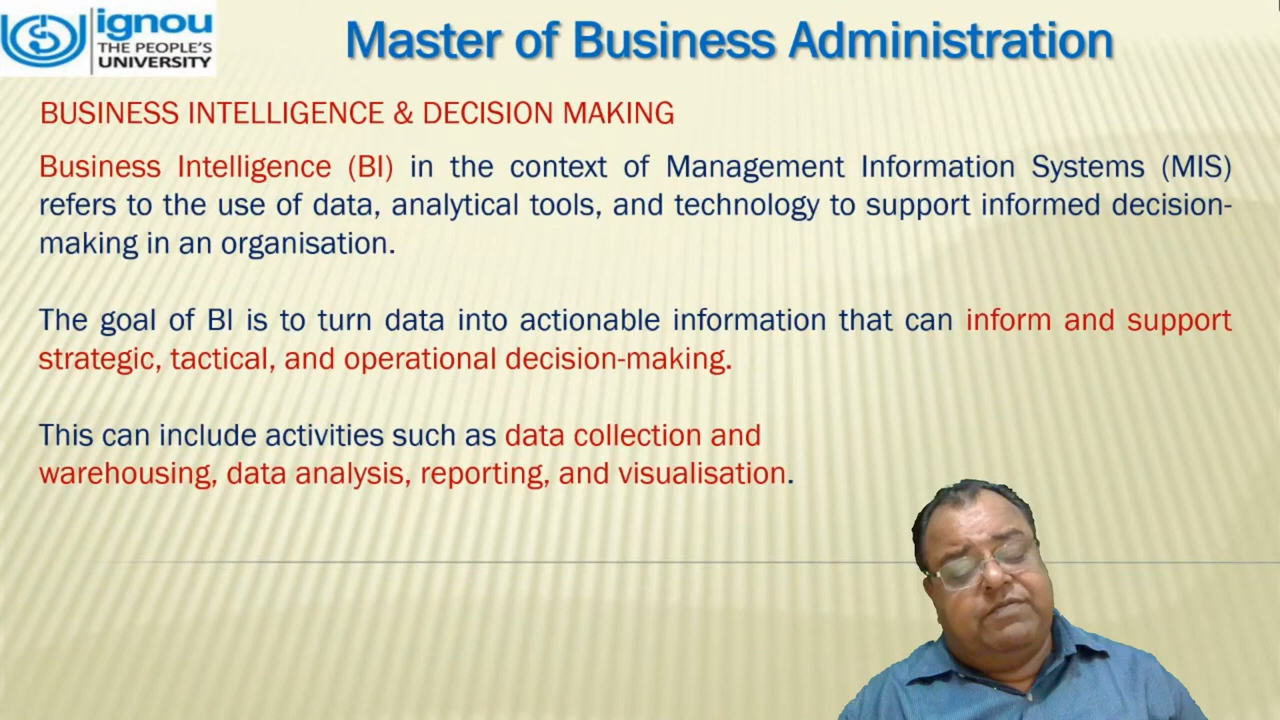 ignou
THE PEOPLE'S
UNIVERSITY
Master of Business Administration
BUSINESS INTELLIGENCE & DECISION MAKING
Business Intelligence (BI) in the context of Management Information Systems (MIS)
refers to the use of data, analytical tools, and technology to support informed decision-
making in an organisation.
The goal of BI is to turn data into actionable information that can inform and support
strategic, tactical, and operational decision-making.
This can include activities such as data collection and
warehousing, data analysis, reporting, and visualisation.